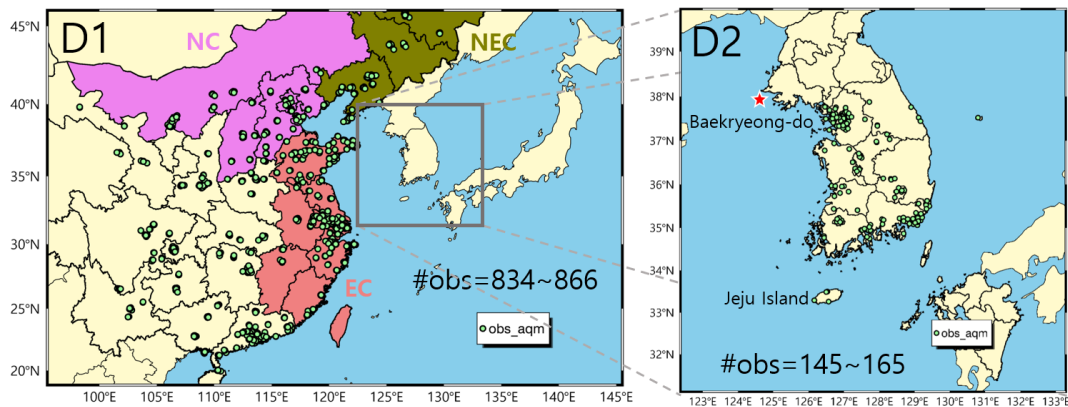 D1
NC
NEC
EC
#obs=834~866
obs_aqm
45°N
40°N
35°N
30°N
25°N
20°N
100°E 105°E 110°E 115°E 120°E 125°E 130°E 135°E 140°E 145°E
D2
Baekryeong-do
Jeju Island
obs_aqm
#obs=145~165
39°N
38°N
37°N
36°N
35°N
34°N
33°N
32°N
123°E 124°E 125°E 126°E 127°E 128°E 129°E 130°E 131°E 132°E 133°E